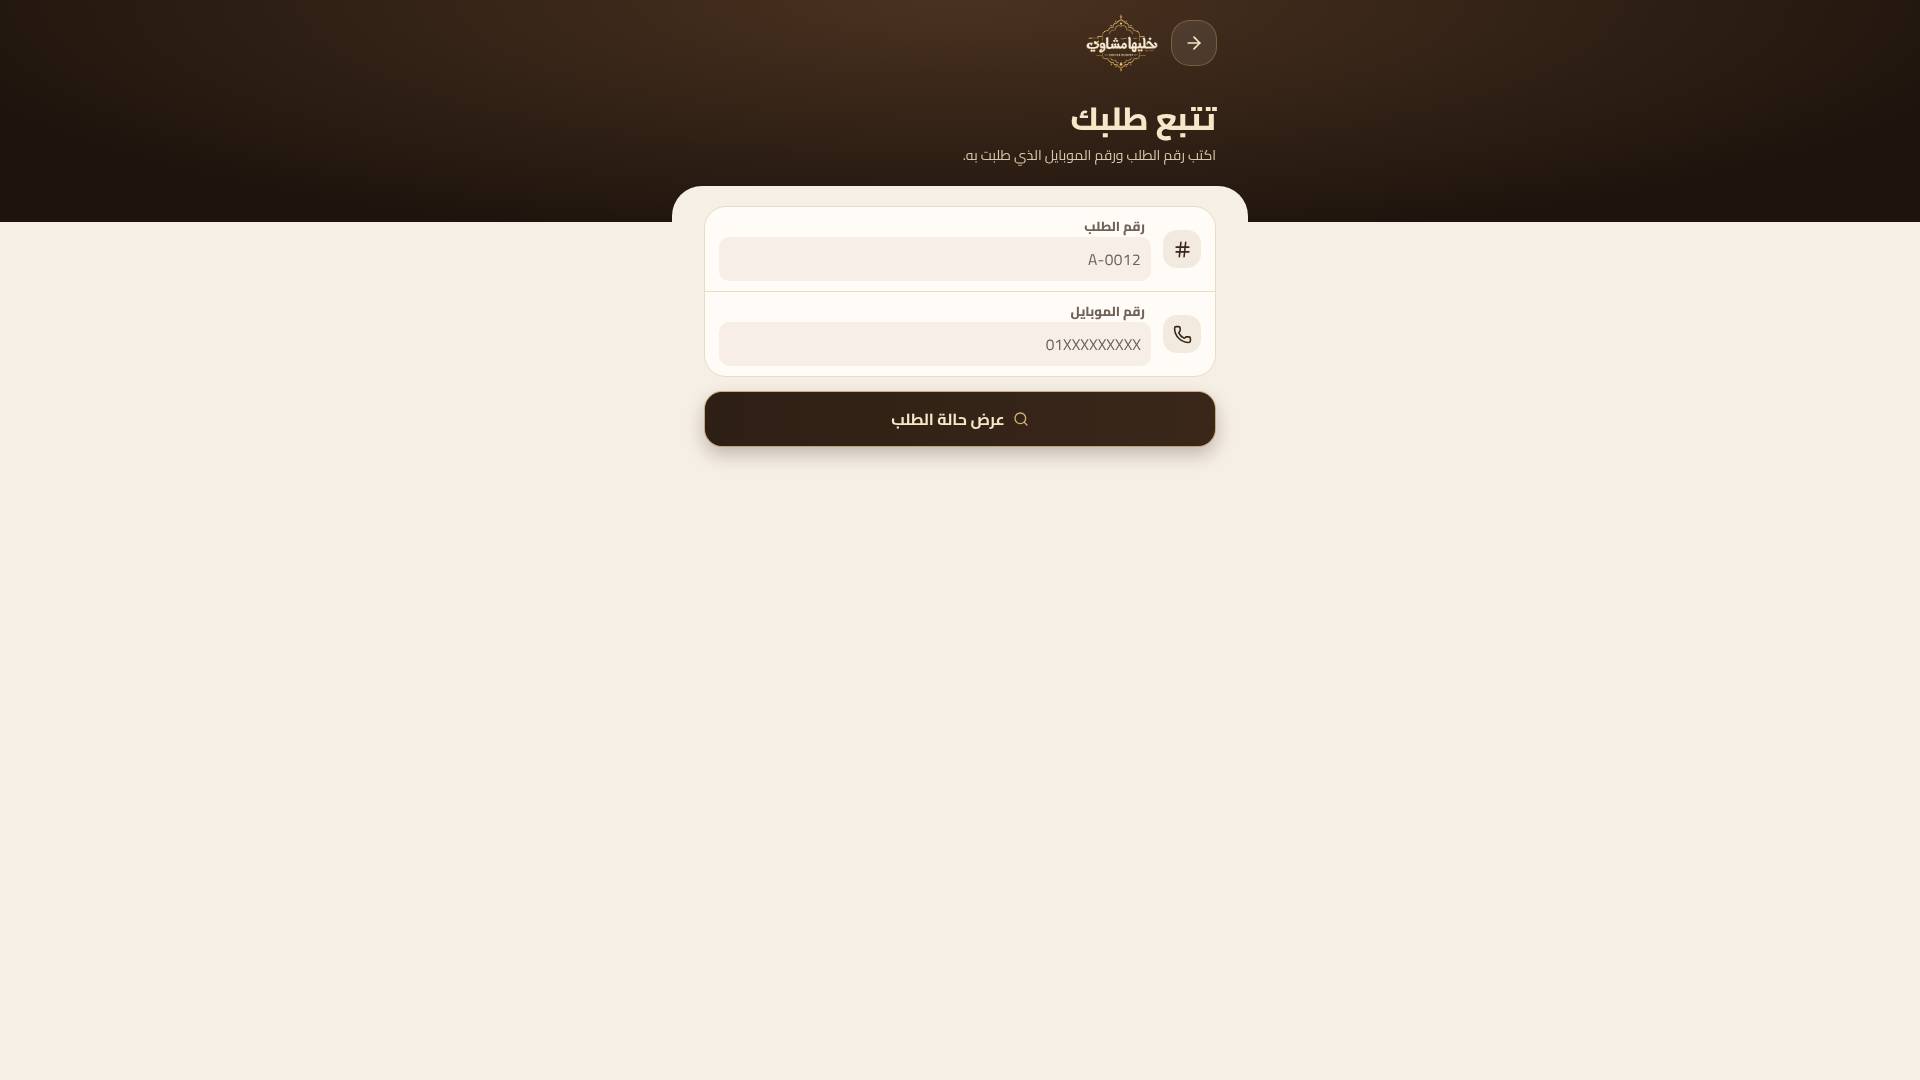 خليها مشاوي
تتبع طلبك
اكتب رقم الطلب ورقم الموبايل الذي طلبت به.
رقم الطلب
#
A-0012
رقم الموبايل
01XXXXXXXXX
عرض حالة الطلب